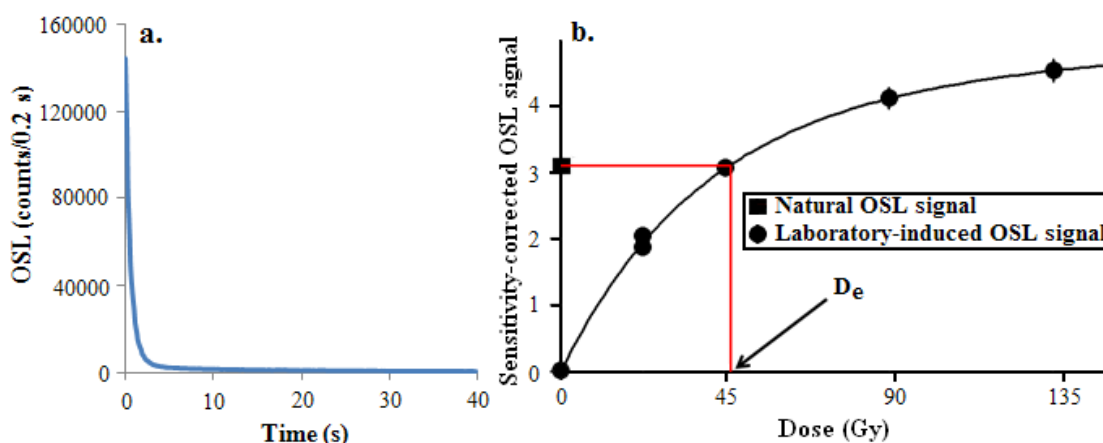 a.
OSL (counts/0.2 s)
160000
120000
80000
40000
0
0 10 20 30 40
Time (s)
b.
Sensitivity-corrected OSL signal
4
3
2
1
0
Natural OSL signal
Laboratory-induced OSL signal
De
0 45 90 135
Dose (Gy)